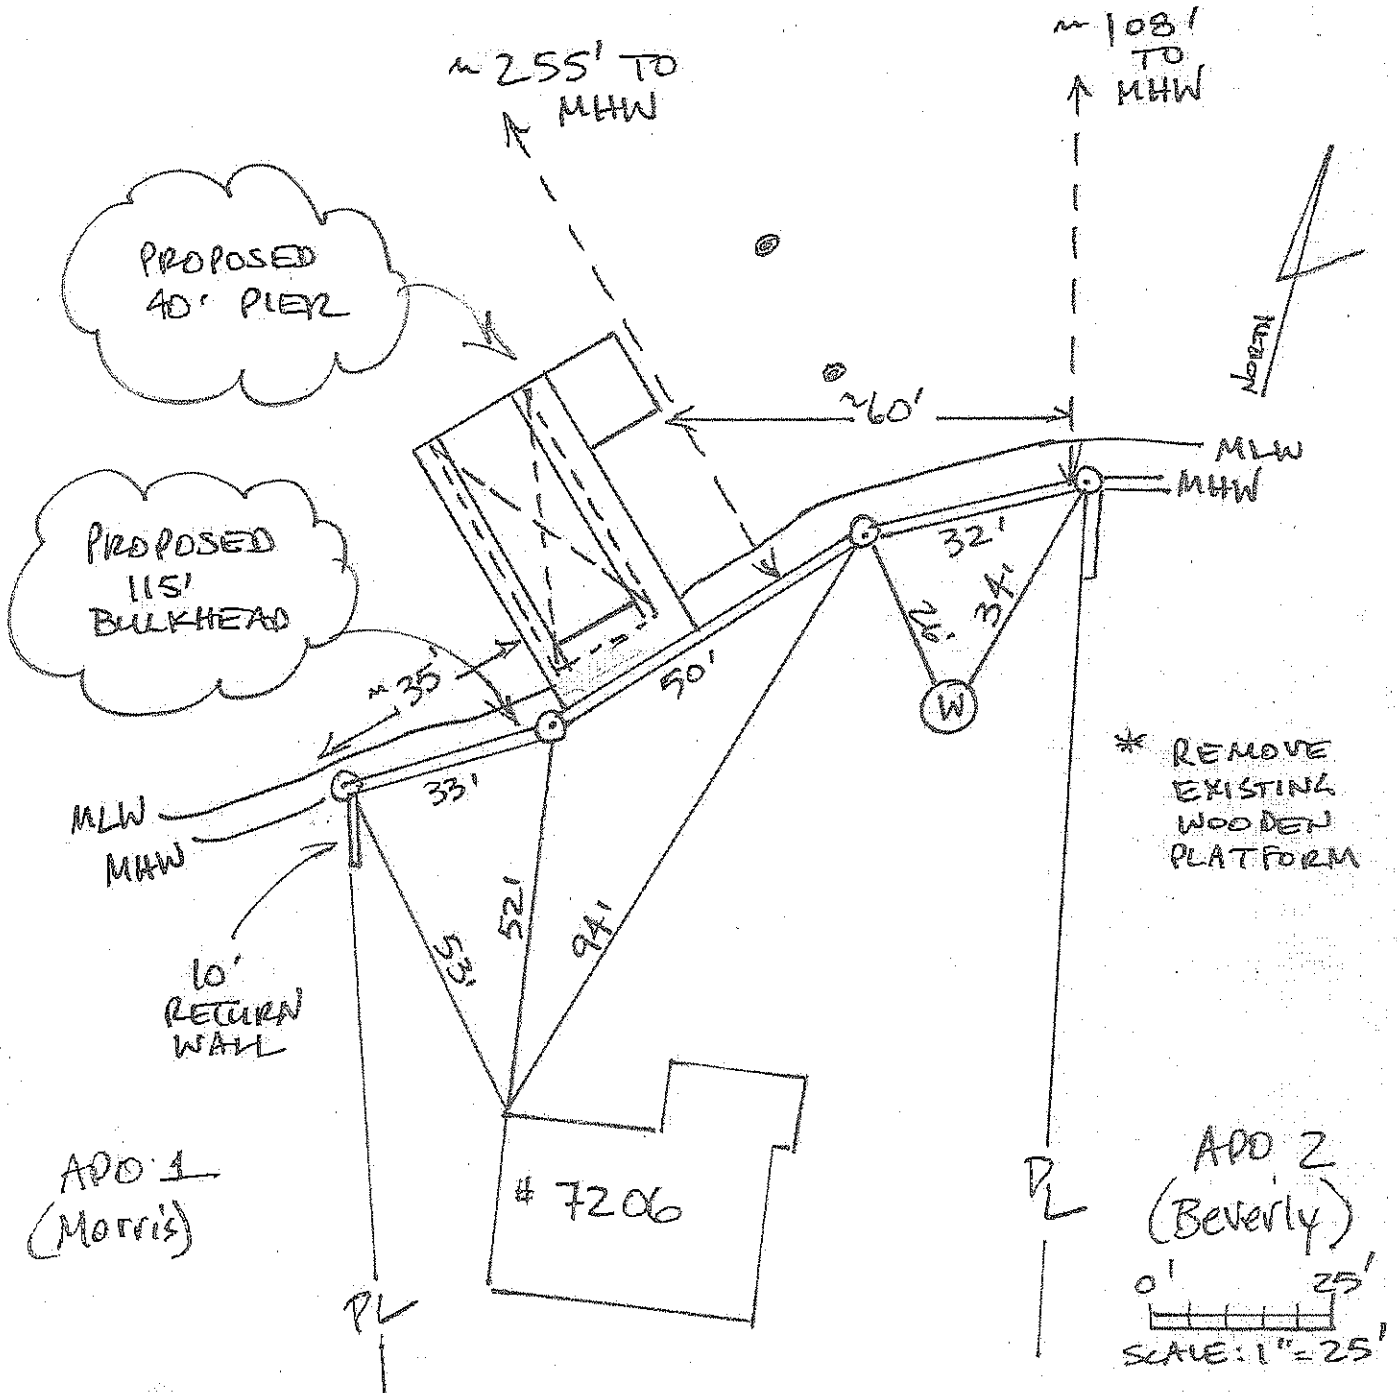 ~ 255' TO
MHW
~ 108'
TO
MHW
PROPOSED
40' PIER
NORTH
~60'
MLW
MHW
PROPOSED
115'
BULKHEAD
32'
26'
34'
~ 35'
50'
W
33'
MLW
MHW
* REMOVE
EXISTING
WOODEN
PLATFORM
52'
94'
53'
10'
RETURN
WALL
APO 1
(Morris)
# 7206
PL
PL
APO 2
(Beverly)
0' 25'
SCALE: 1"=25'